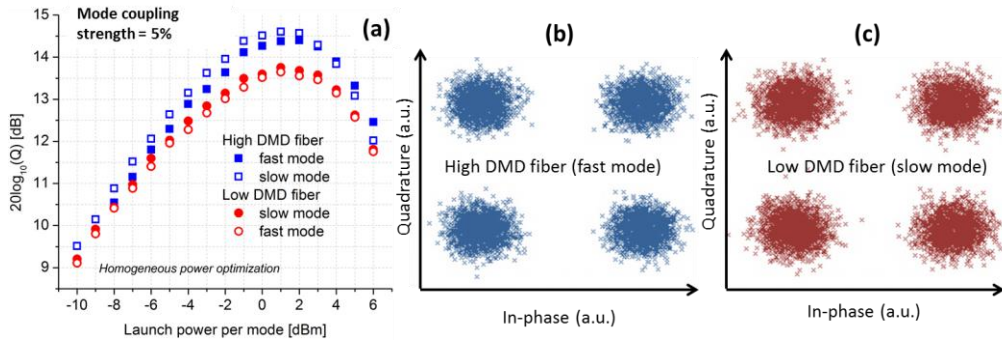 Mode coupling
strength = 5%
(a)
15
14
13
12
11
10
9
20log10(Q) [dB]
High DMD fiber
fast mode
slow mode
Low DMD fiber
slow mode
fast mode
Homogeneous power optimization
-10 -8 -6 -4 -2 0 2 4 6
Launch power per mode [dBm]
(b)
Quadrature (a.u.)
High DMD fiber (fast mode)
In-phase (a.u.)
(c)
Quadrature (a.u.)
Low DMD fiber (slow mode)
In-phase (a.u.)